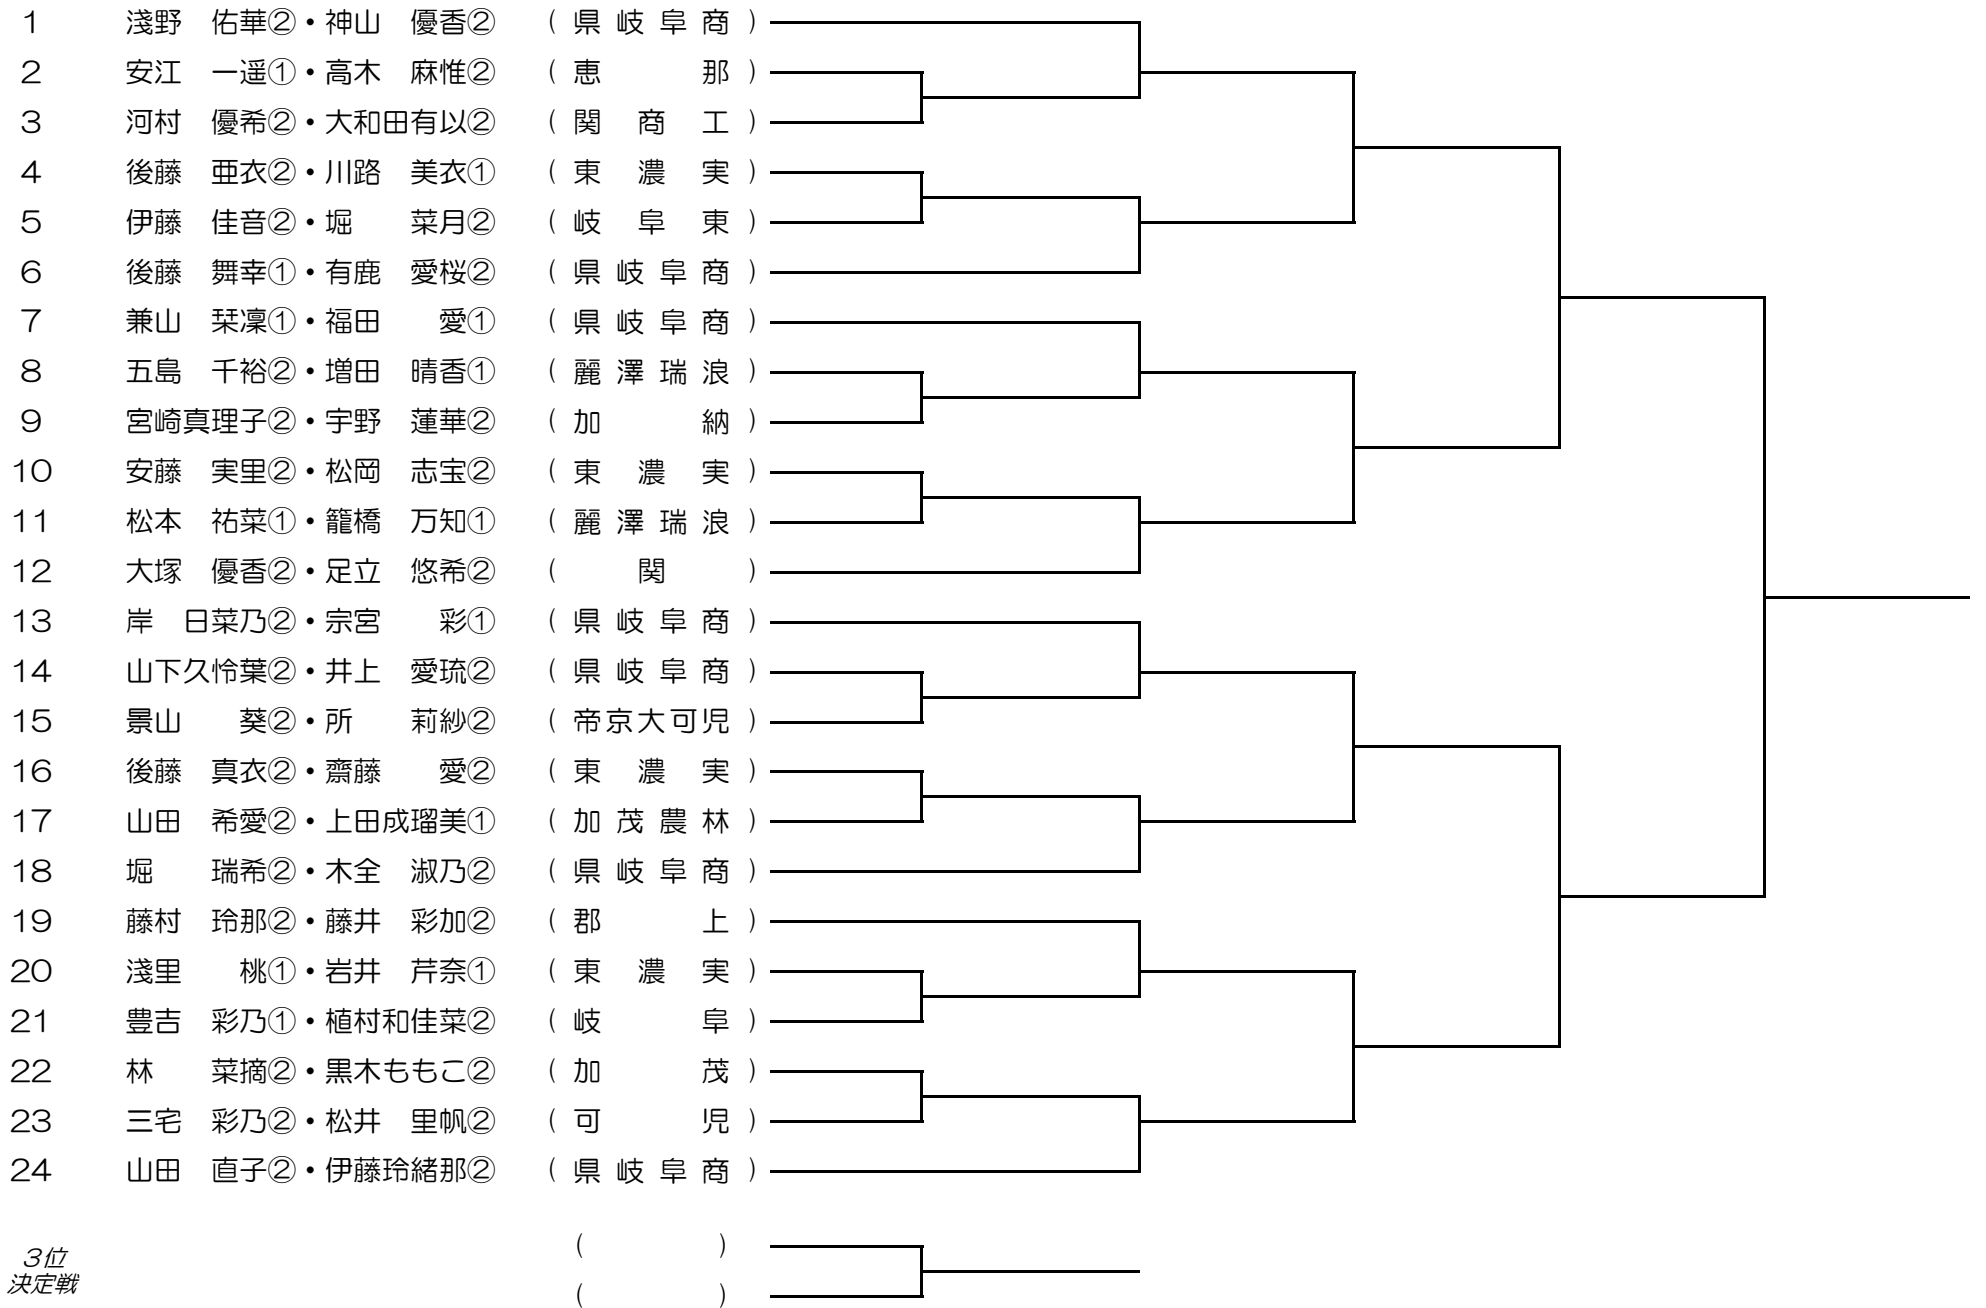 1 淺野 佑華②・神山 優香② (県岐阜商)
2 安江 一遥①・高木 麻惟② (恵那)
3 河村 優希②・大和田有以② (関商工)
4 後藤 亜衣②・川路 美衣① (東濃実)
5 伊藤 佳音②・堀 菜月② (岐阜東)
6 後藤 舞幸①・有鹿 愛桜② (県岐阜商)
7 兼山 栞凜①・福田 愛① (県岐阜商)
8 五島 千裕②・増田 晴香① (麗澤瑞浪)
9 宮崎真理子②・宇野 蓮華② (加納)
10 安藤 実里②・松岡 志宝② (東濃実)
11 松本 祐菜①・籠橋 万知① (麗澤瑞浪)
12 大塚 優香②・足立 悠希② (関)
13 岸 日菜乃②・宗宮 彩① (県岐阜商)
14 山下久怜葉②・井上 愛琉② (県岐阜商)
15 景山 葵②・所 莉紗② (帝京大可児)
16 後藤 真衣②・齋藤 愛② (東濃実)
17 山田 希愛②・上田成瑠美① (加茂農林)
18 堀 瑞希②・木全 淑乃② (県岐阜商)
19 藤村 玲那②・藤井 彩加② (郡上)
20 淺里 桃①・岩井 芹奈① (東濃実)
21 豊吉 彩乃①・植村和佳菜② (岐阜)
22 林 菜摘②・黒木ももこ② (加茂)
23 三宅 彩乃②・松井 里帆② (可児)
24 山田 直子②・伊藤玲緒那② (県岐阜商)
3位 ( )
決定戦 ( )